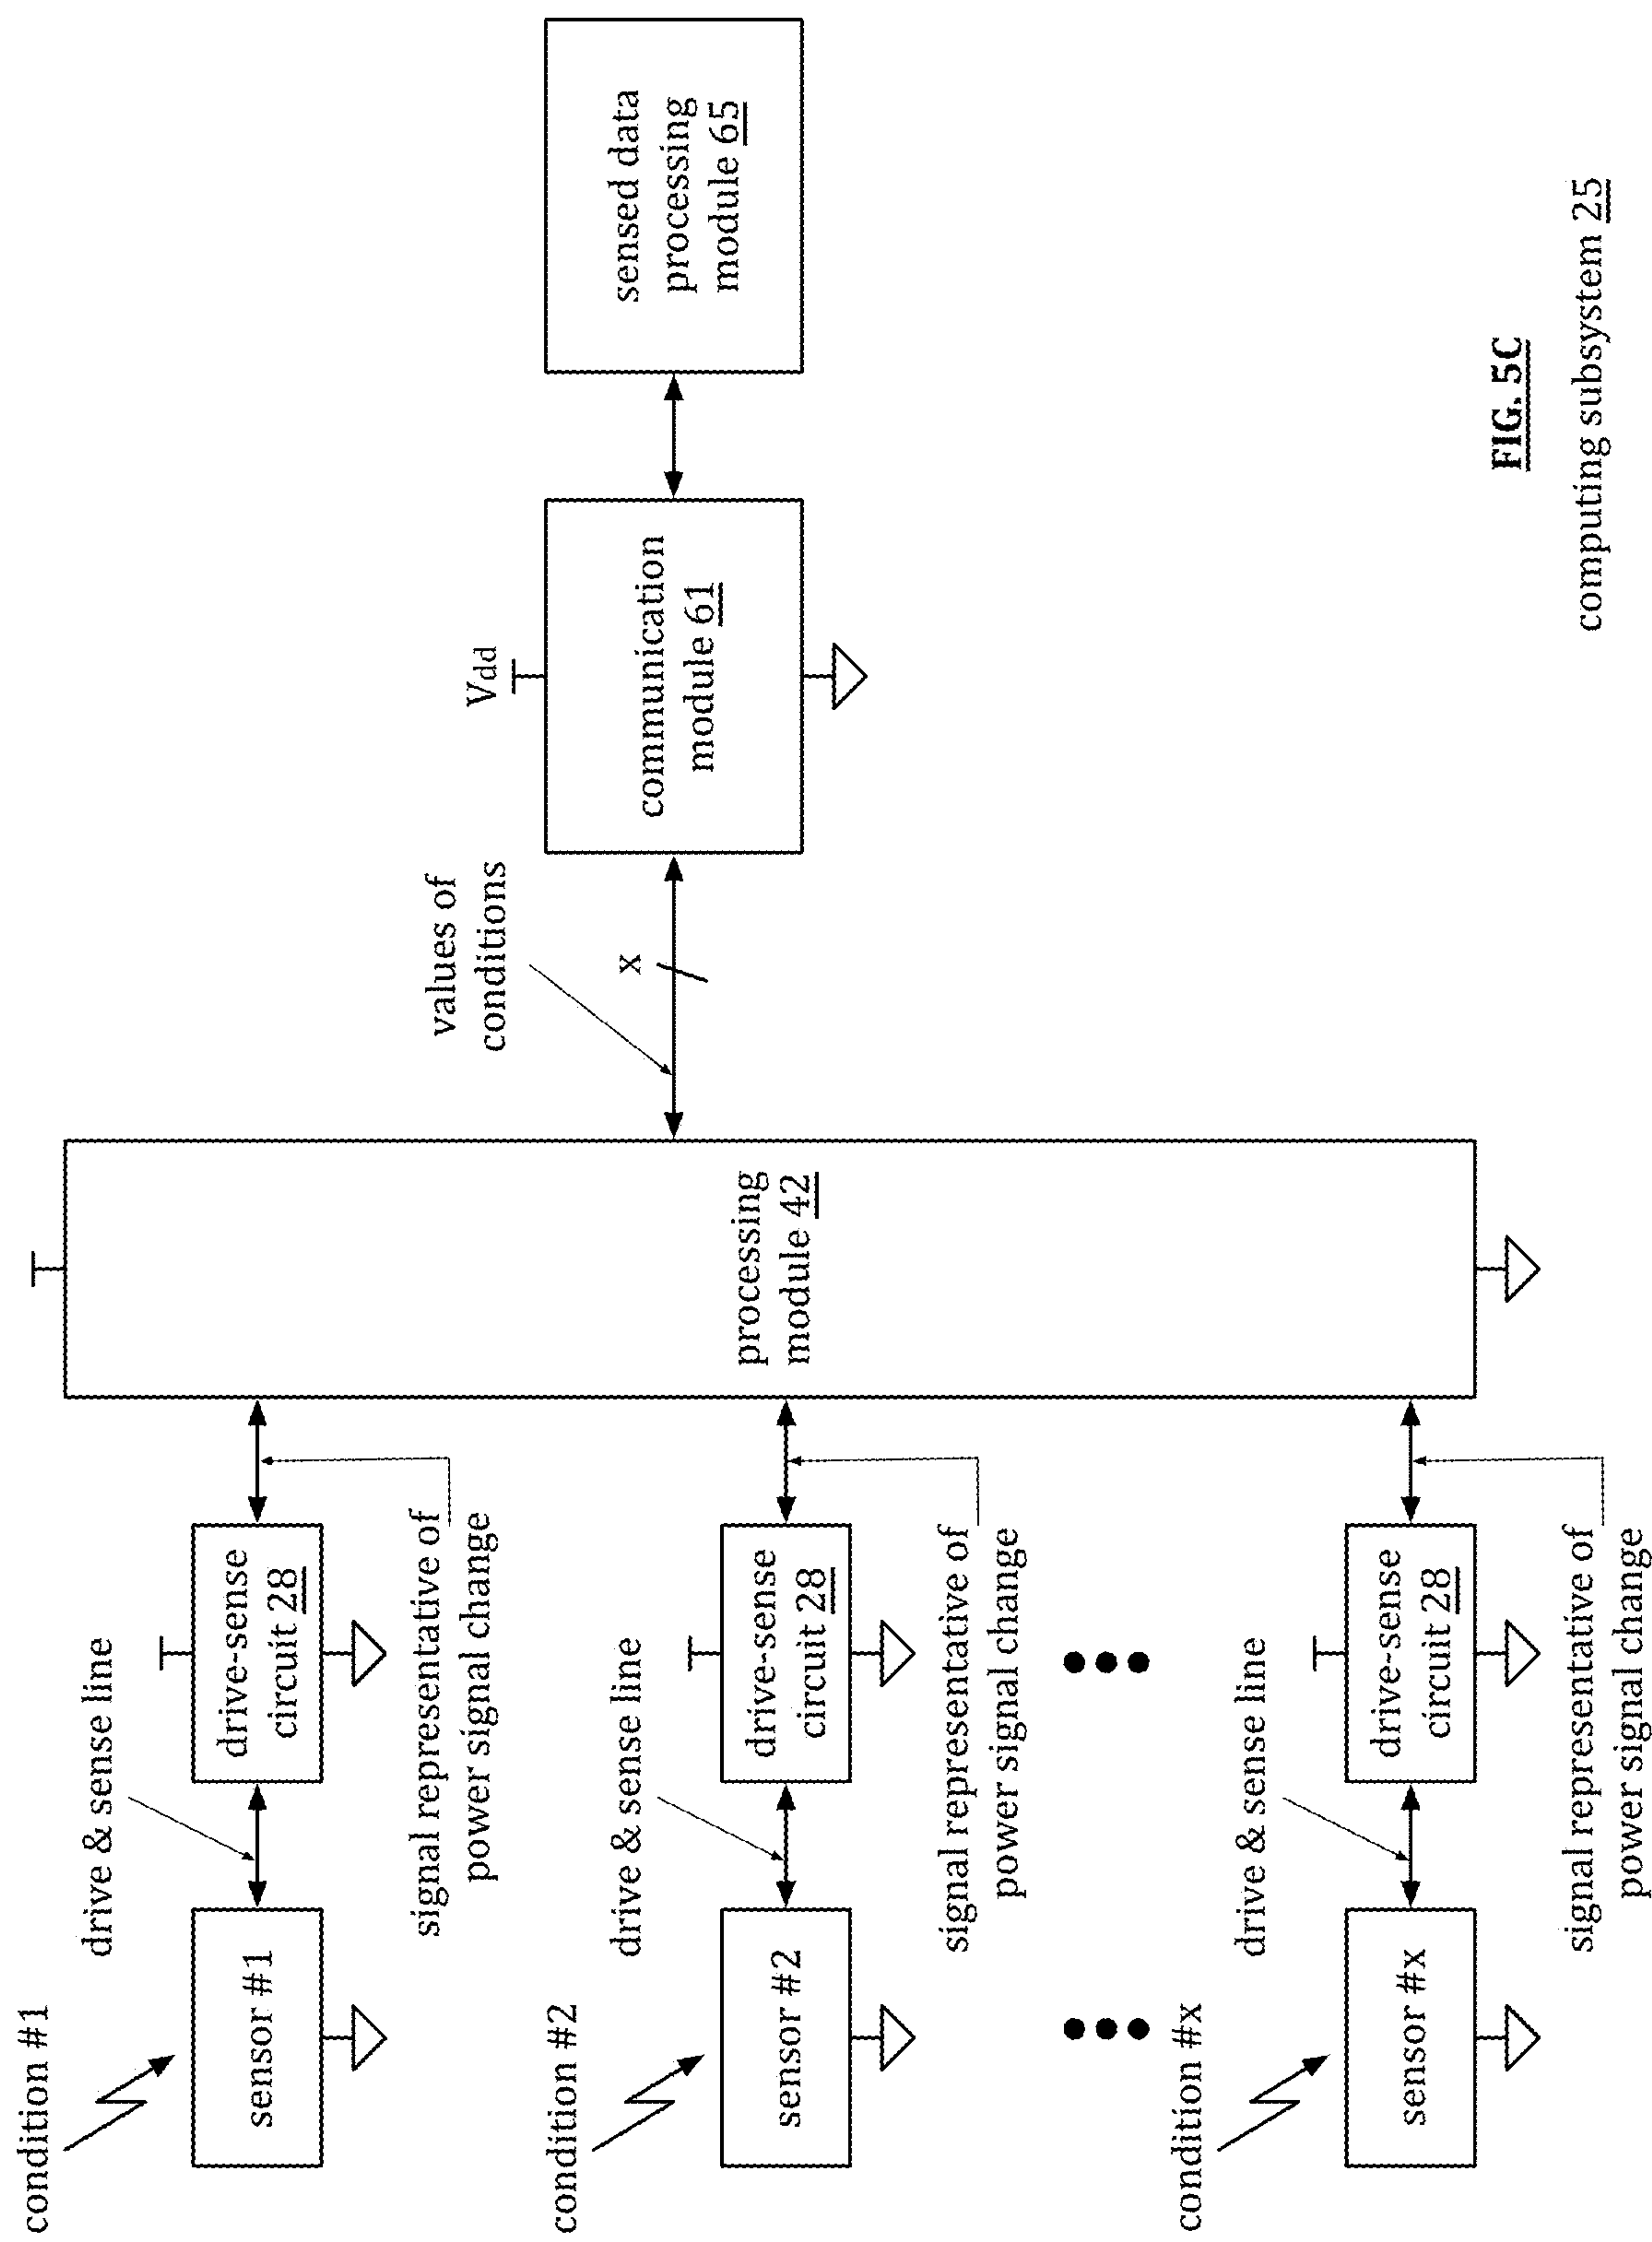 condition #1
sensor #1
drive & sense line
drive-sense
circuit 28
signal representative of
power signal change
condition #2
sensor #2
drive & sense line
drive-sense
circuit 28
signal representative of
power signal change
condition #x
sensor #x
drive & sense line
drive-sense
circuit 28
signal representative of
power signal change
processing
module 42
values of
conditions
x
Vdd
communication
module 61
sensed data
processing
module 65
FIG. 5C
computing subsystem 25